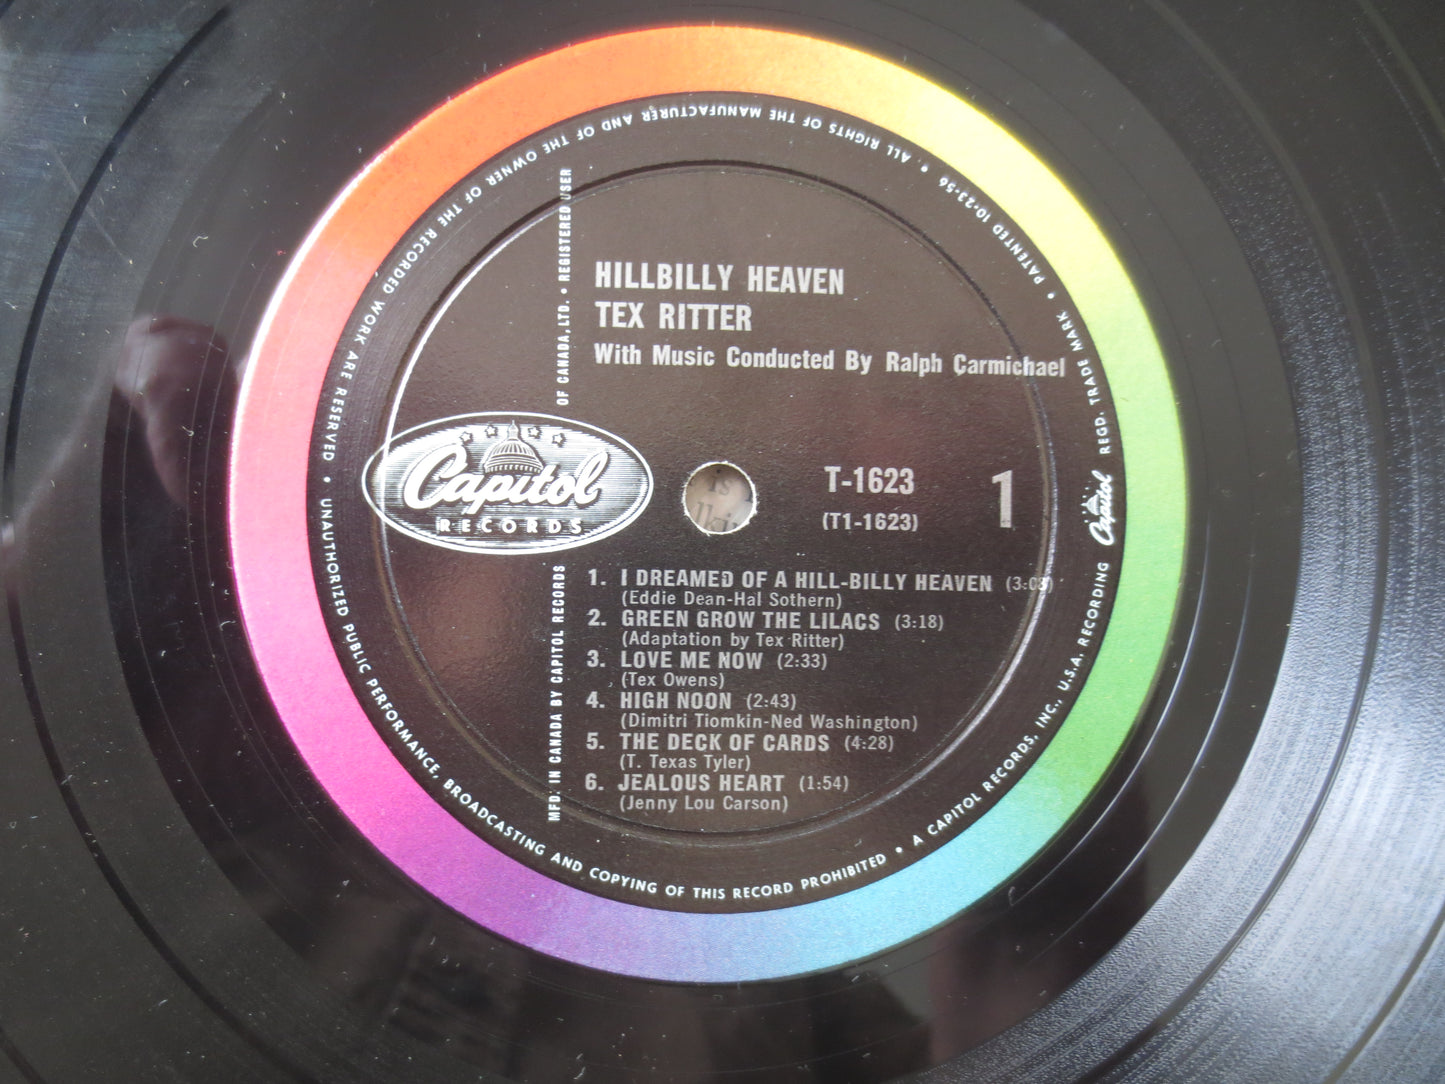 HILLBILLY HEAVEN
TEX RITTER
With Music Conducted By Ralph Carmichael
Capitol
RECORDS
T-1623
(T1-1623)
1
1. I DREAMED OF A HILL-BILLY HEAVEN (3:03)
(Eddie Dean-Hal Sothern)
2. GREEN GROW THE LILACS (3:18)
(Adaptation by Tex Ritter)
3. LOVE ME NOW (2:33)
(Tex Owens)
4. HIGH NOON (2:43)
(Dimitri Tiomkin-Ned Washington)
5. THE DECK OF CARDS (4:28)
(T. Texas Tyler)
6. JEALOUS HEART (1:54)
(Jenny Lou Carson)
MFD. IN CANADA BY CAPITOL RECORDS OF CANADA, LTD. • REGISTERED USER
Capitol REGD. TRADE MARK • PATENTED 10-23-56 • ALL RIGHTS OF THE MANUFACTURER AND OF THE OWNER OF THE RECORDED WORK ARE RESERVED • UNAUTHORIZED PUBLIC PERFORMANCE, BROADCASTING AND COPYING OF THIS RECORD PROHIBITED • A CAPITOL RECORDS, INC., U.S.A. RECORDING
is